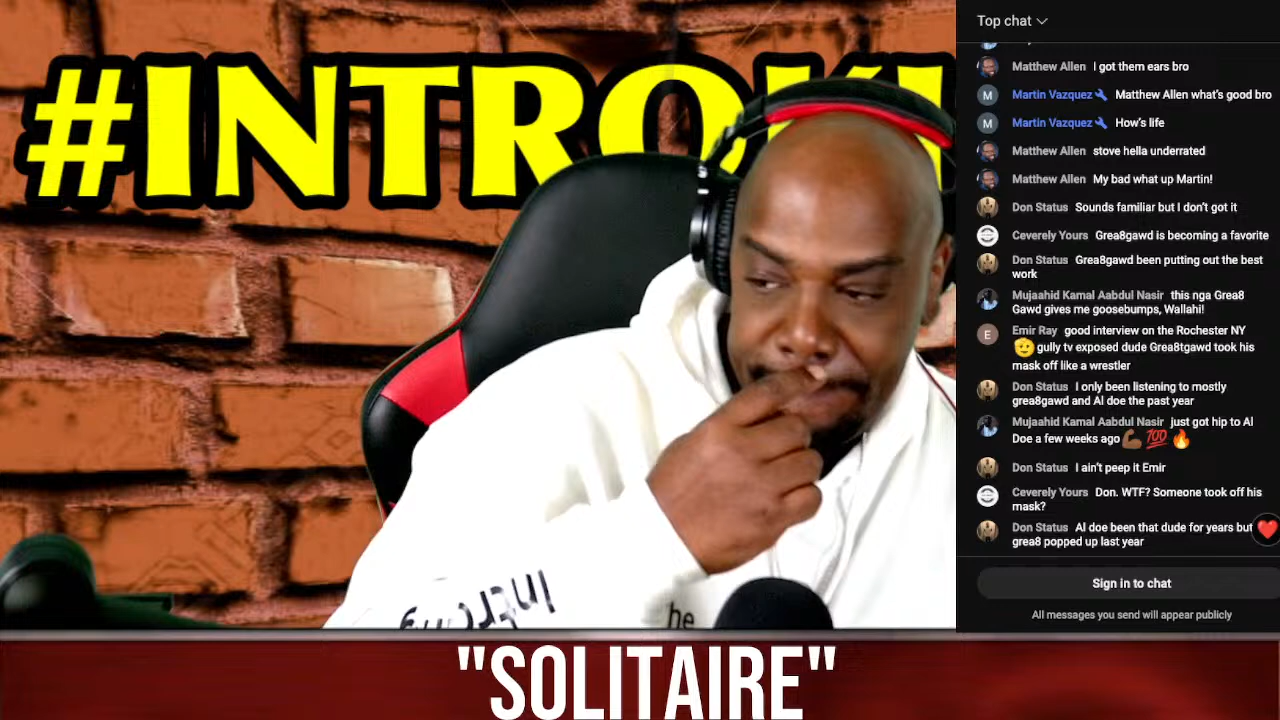 #INTROKI
Top chat
Matthew Allen I got them ears bro
Martin Vazquez Matthew Allen what's good bro
Martin Vazquez How's life
Matthew Allen stove hella underrated
Matthew Allen My bad what up Martin!
Don Status Sounds familiar but I don't got it
Ceverely Yours Grea8gawd is becoming a favorite
Don Status Grea8gawd been putting out the best
work
Mujaahid Kamal Aabdul Nasir this nga Grea8
Gawd gives me goosebumps, Wallahi!
E
Emir Ray good interview on the Rochester NY
🫡 gully tv exposed dude Grea8tgawd took his
mask off like a wrestler
Don Status I only been listening to mostly
grea8gawd and Al doe the past year
Mujaahid Kamal Aabdul Nasir just got hip to Al
Doe a few weeks ago 💪🏾 💯 🔥
Don Status I ain't peep it Emir
Ceverely Yours Don. WTF? Someone took off his
mask?
Don Status Al doe been that dude for years but
grea8 popped up last year
Sign in to chat
All messages you send will appear publicly
he
"SOLITAIRE"